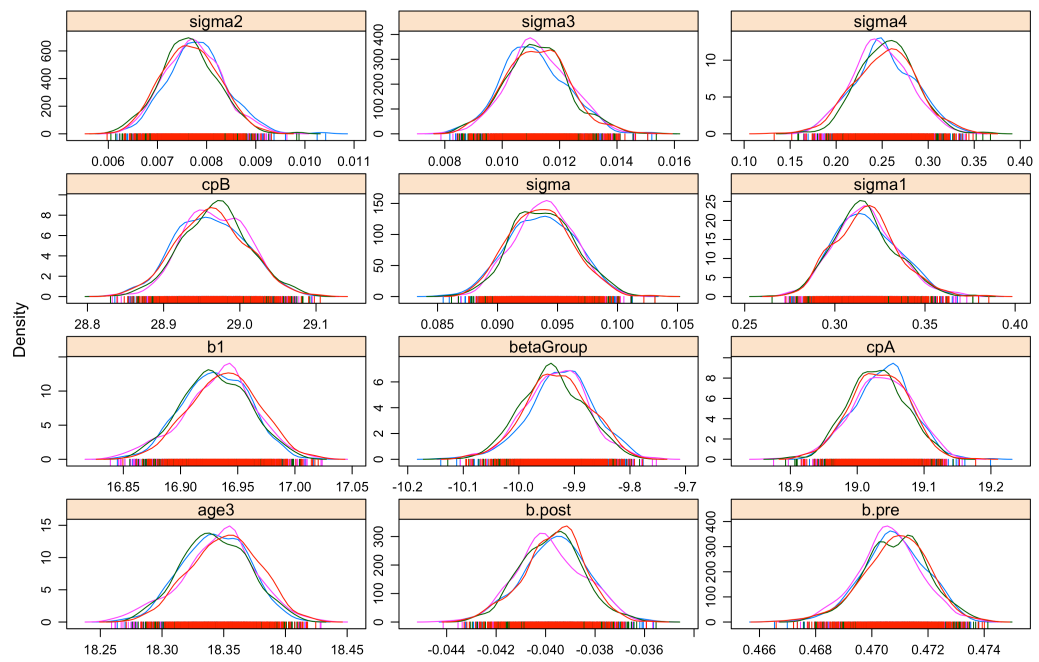 sigma2 sigma3 sigma4
0 200 400 600 0 100 200 300 400 0 5 10
0.006 0.007 0.008 0.009 0.010 0.011 0.008 0.010 0.012 0.014 0.016 0.10 0.15 0.20 0.25 0.30 0.35 0.40
cpB sigma sigma1
0 2 4 6 8 0 50 100 150 0 5 10 15 20 25
28.8 28.9 29.0 29.1 0.085 0.090 0.095 0.100 0.105 0.25 0.30 0.35 0.40
Density
b1 betaGroup cpA
0 5 10 0 2 4 6 0 2 4 6 8
16.85 16.90 16.95 17.00 17.05 -10.2 -10.1 -10.0 -9.9 -9.8 -9.7 18.9 19.0 19.1 19.2
age3 b.post b.pre
0 5 10 15 0 100 200 300 0 100 200 300 400
18.25 18.30 18.35 18.40 18.45 -0.044 -0.042 -0.040 -0.038 -0.036 0.466 0.468 0.470 0.472 0.474